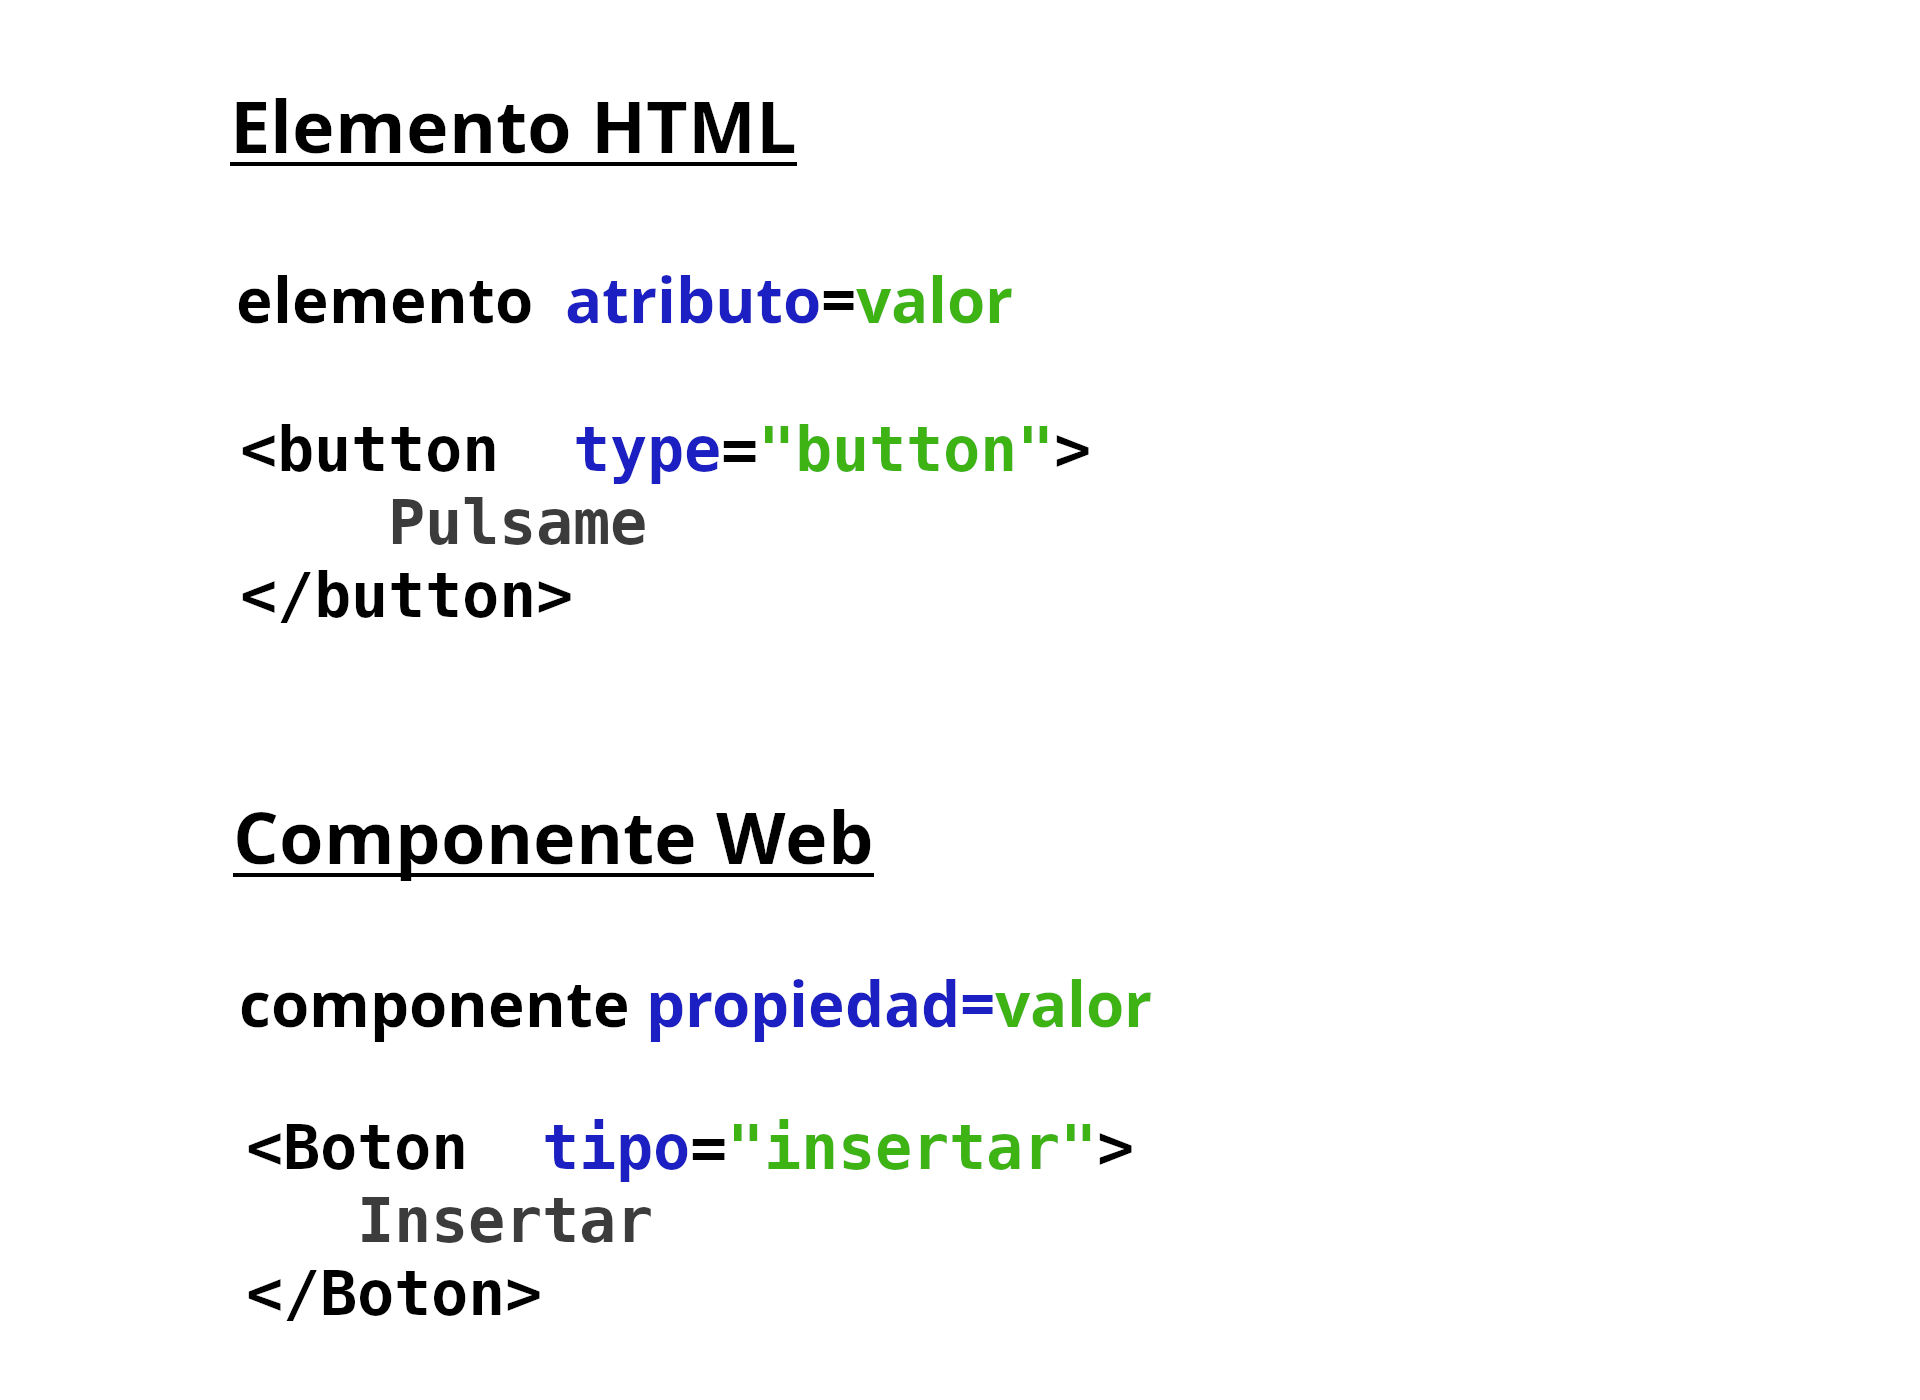 Elemento HTML
elemento atributo=valor
<button type="button">
Pulsame
</button>
Componente Web
componente propiedad=valor
<Boton tipo="insertar">
Insertar
</Boton>